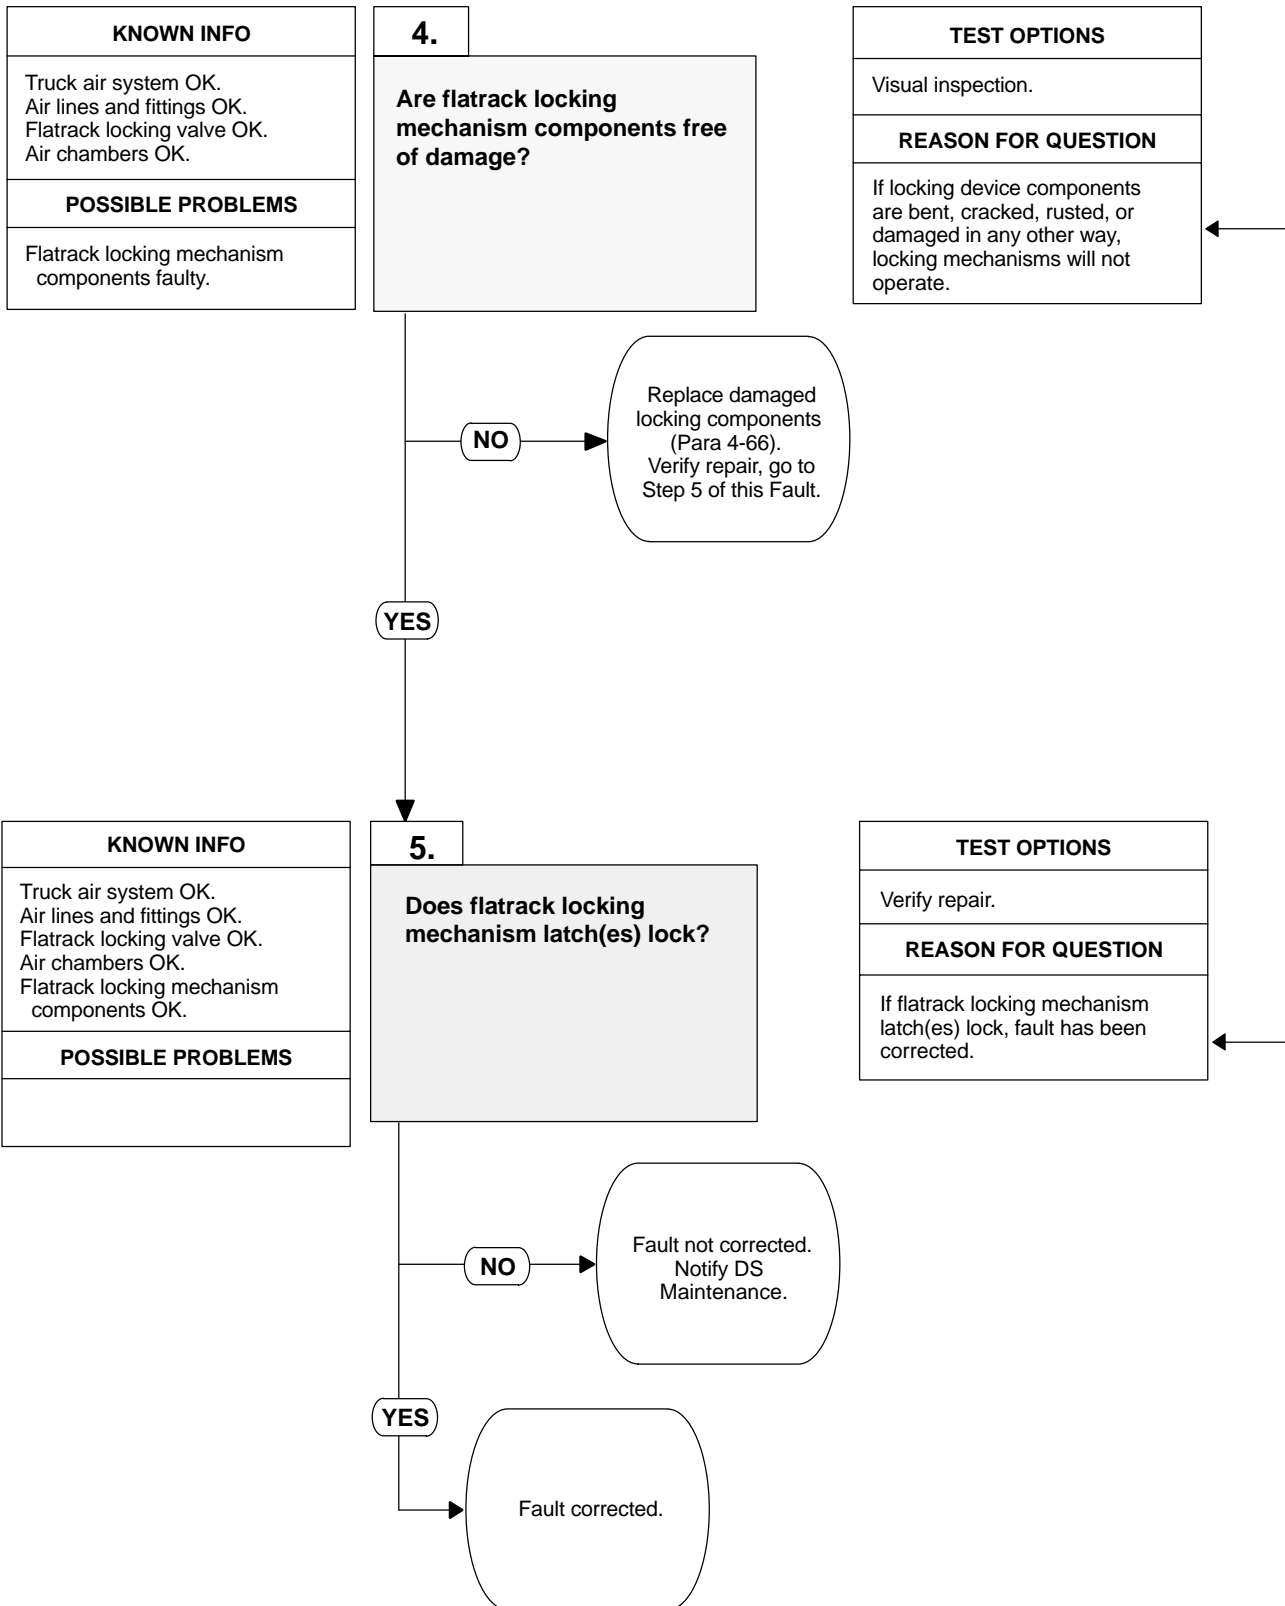 KNOWN INFO
Truck air system OK.
Air lines and fittings OK.
Flatrack locking valve OK.
Air chambers OK.
POSSIBLE PROBLEMS
Flatrack locking mechanism
components faulty.
4.
Are flatrack locking
mechanism components free
of damage?
TEST OPTIONS
Visual inspection.
REASON FOR QUESTION
If locking device components
are bent, cracked, rusted, or
damaged in any other way,
locking mechanisms will not
operate.
NO
Replace damaged
locking components
(Para 4-66).
Verify repair, go to
Step 5 of this Fault.
YES
KNOWN INFO
Truck air system OK.
Air lines and fittings OK.
Flatrack locking valve OK.
Air chambers OK.
Flatrack locking mechanism
components OK.
POSSIBLE PROBLEMS
5.
Does flatrack locking
mechanism latch(es) lock?
TEST OPTIONS
Verify repair.
REASON FOR QUESTION
If flatrack locking mechanism
latch(es) lock, fault has been
corrected.
NO
Fault not corrected.
Notify DS
Maintenance.
YES
Fault corrected.